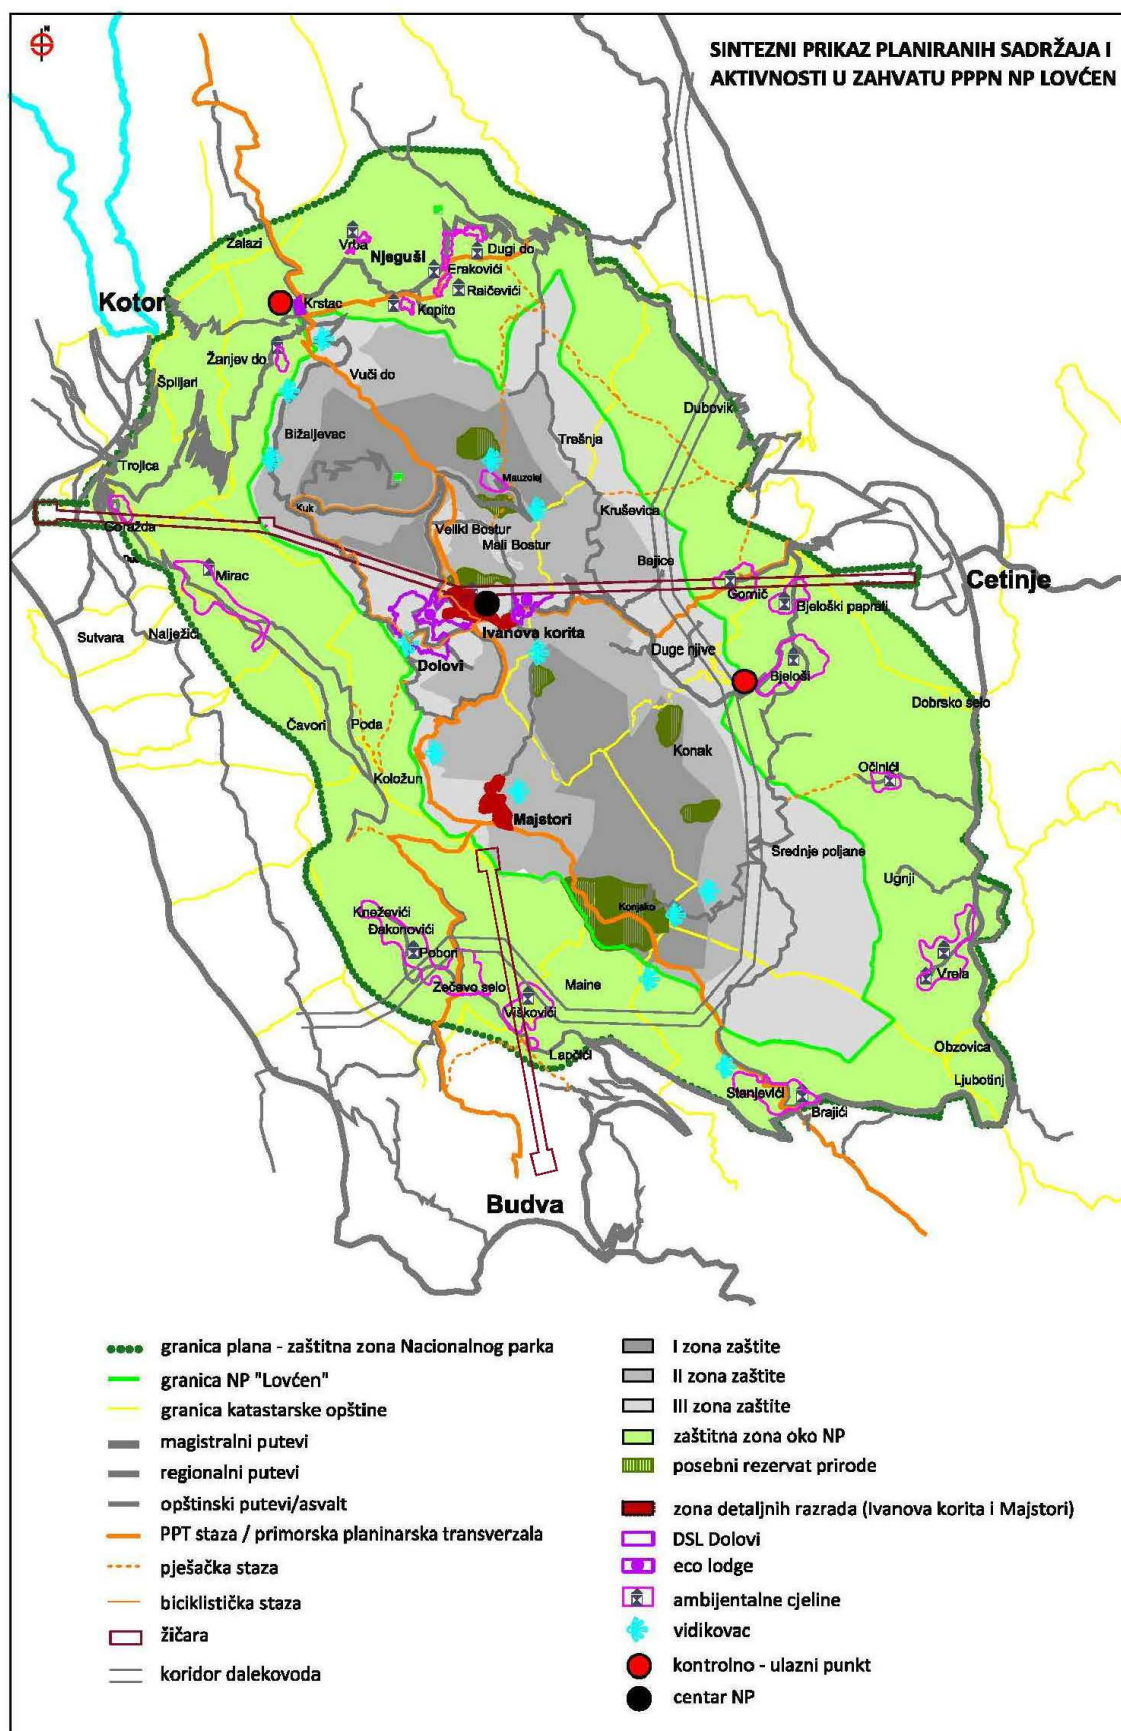 N
SINTEZNI PRIKAZ PLANIRANIH SADRŽAJA I
AKTIVNOSTI U ZAHVATU PPPN NP LOVĆEN
Zalazi
Vrba
Njeguši
Dugi do
Erakovići
Raičevići
Kotor
Krstac
Kopito
Žanjev do
Vuči do
Špiljari
Dubovik
Bižaljevac
Trešnja
Trojica
Mauzolej
Kuk
Kruševica
Goražda
Veliki Bostur
Mali Bostur
Bajice
Mirac
Gornič
Cetinje
Bjeloški paprati
Sutvara
Nalježići
Ivanova korita
Duge njive
Dolovi
Bjeloši
Dobrsko selo
Čavori
Poda
Konak
Očinići
Koložun
Majstori
Srednje poljane
Ugnji
Kneževići
Konjsko
Đakonovići
Pobori
Vrela
Zečevo selo
Maine
Viškovići
Obzovica
Lapčići
Ljubotinj
Stanjevići
Brajići
Budva
granica plana - zaštitna zona Nacionalnog parka
granica NP "Lovćen"
granica katastarske opštine
magistralni putevi
regionalni putevi
opštinski putevi/asvalt
PPT staza / primorska planinarska transverzala
pješačka staza
biciklistička staza
žičara
koridor dalekovoda
I zona zaštite
II zona zaštite
III zona zaštite
zaštitna zona oko NP
posebni rezervat prirode
zona detaljnih razrada (Ivanova korita i Majstori)
DSL Dolovi
eco lodge
ambijentalne cjeline
vidikovac
kontrolno - ulazni punkt
centar NP